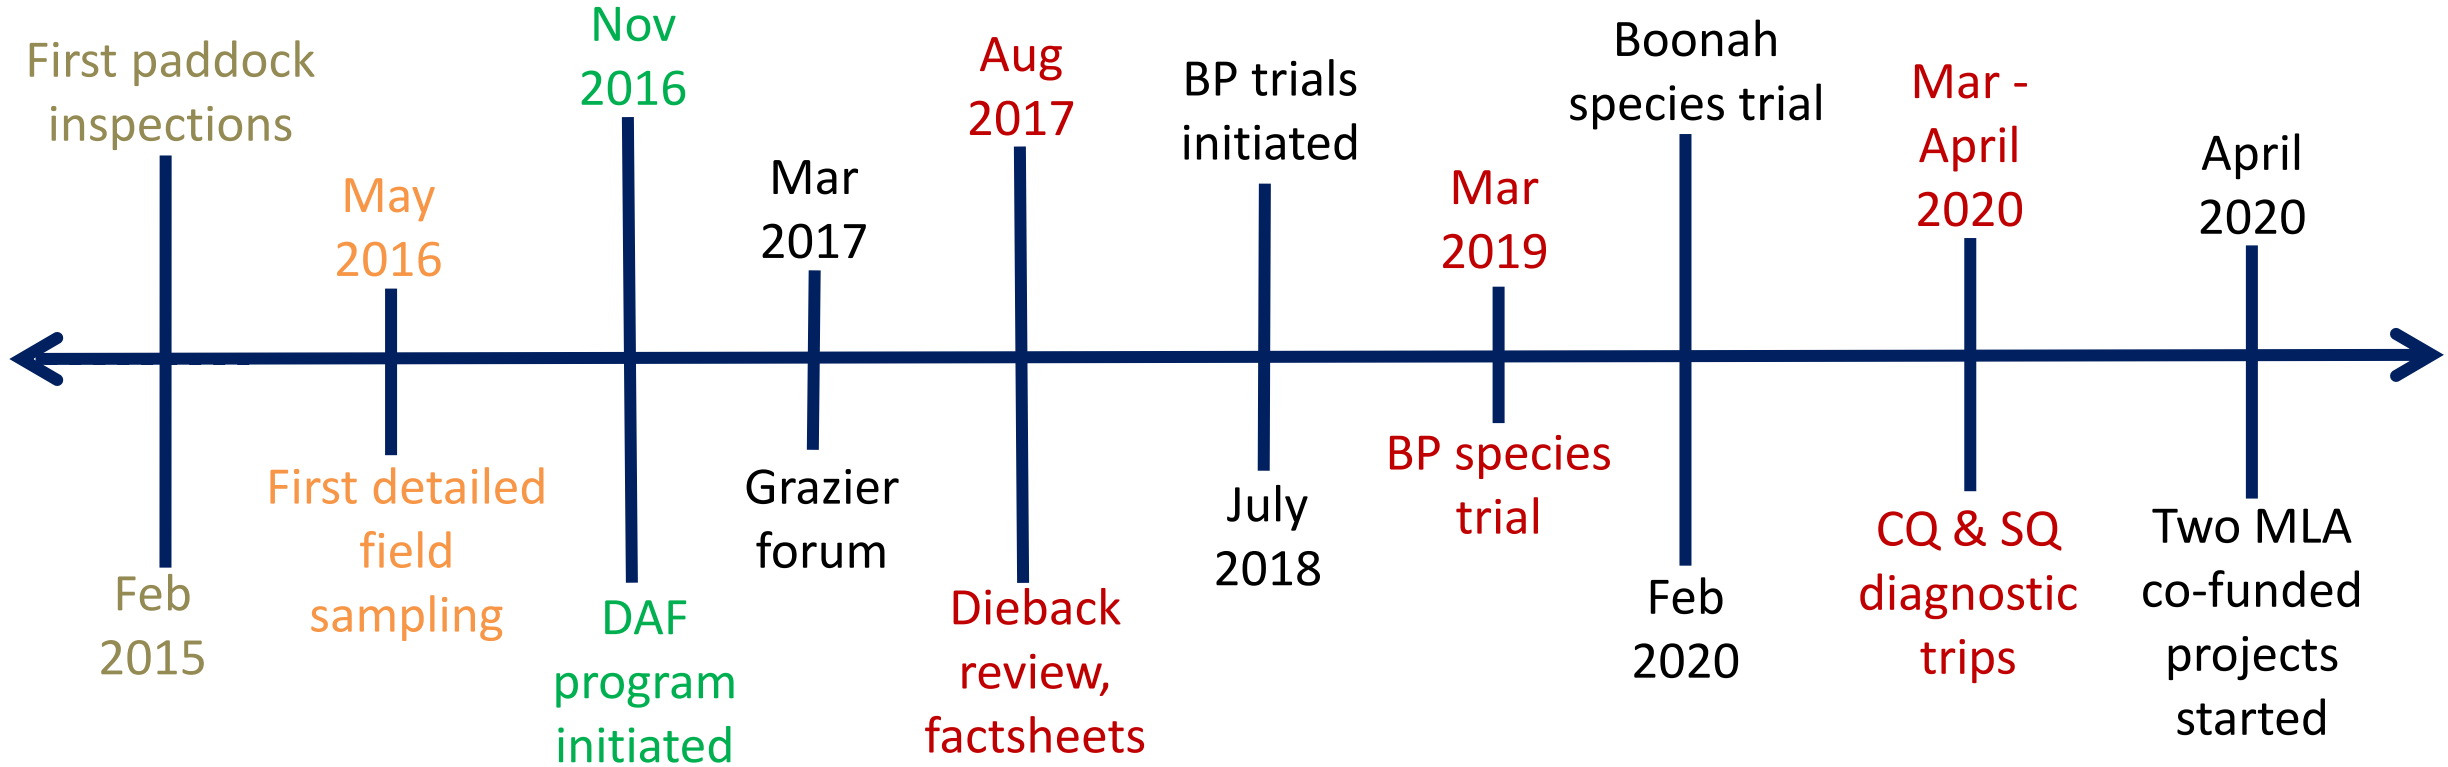 First paddock
inspections
Feb
2015
May
2016
First detailed
field
sampling
Nov
2016
DAF
program
initiated
Mar
2017
Grazier
forum
Aug
2017
Dieback
review,
factsheets
BP trials
initiated
July
2018
Mar
2019
BP species
trial
Boonah
species trial
Feb
2020
Mar -
April
2020
CQ & SQ
diagnostic
trips
April
2020
Two MLA
co-funded
projects
started